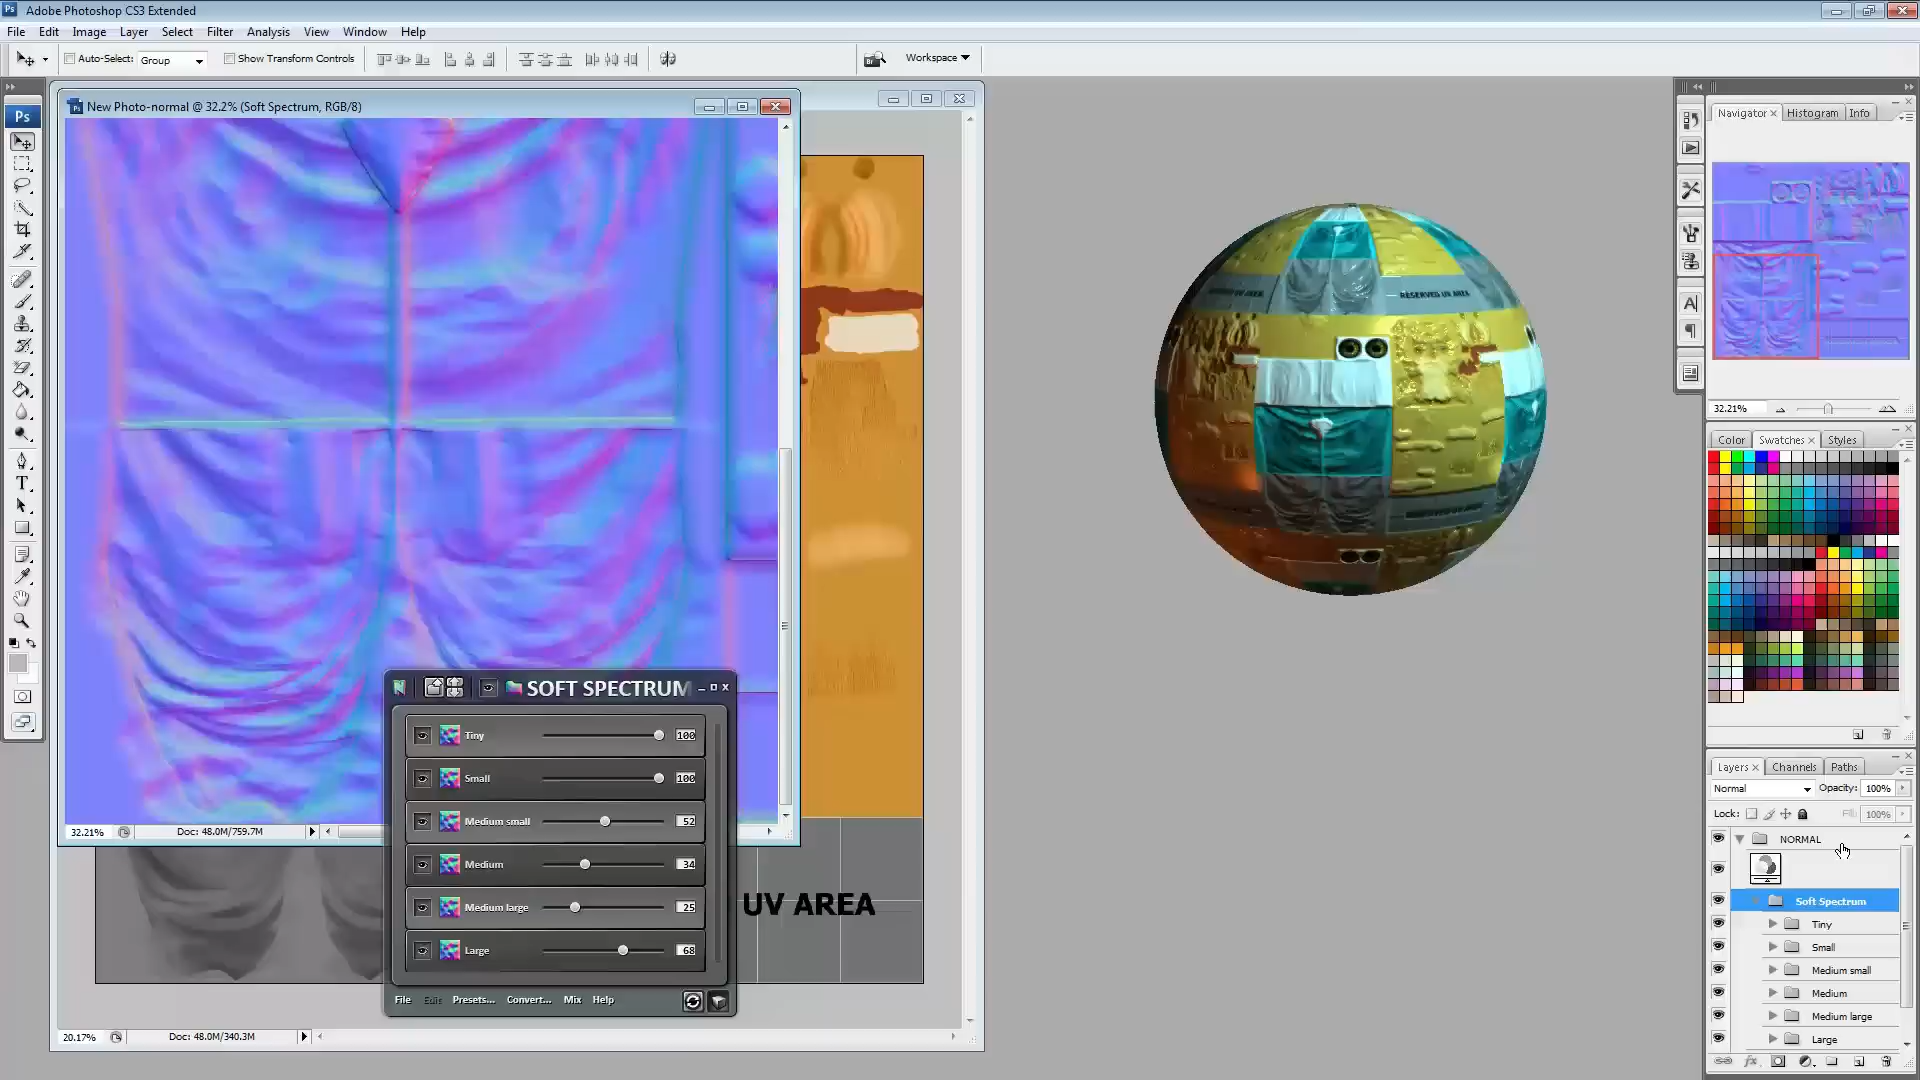 Adobe Photoshop CS3 Extended
File Edit Image Layer Select Filter Analysis View Window Help
Auto-Select: Group Show Transform Controls Workspace
Ps
New Photo-normal @ 32.2% (Soft Spectrum, RGB/8)
32.21% Doc: 48.0M/759.7M
SOFT SPECTRUM
Tiny 100
Small 100
Medium small 52
Medium 34
Medium large 25
Large 68
File Edit Presets... Convert... Mix Help
UV AREA
20.17% Doc: 48.0M/340.3M
RESERVED UV AREA
Navigator Histogram Info
32.21%
Color Swatches Styles
Layers Channels Paths
Normal Opacity: 100%
Lock: Fill: 100%
NORMAL
Soft Spectrum
Tiny
Small
Medium small
Medium
Medium large
Large